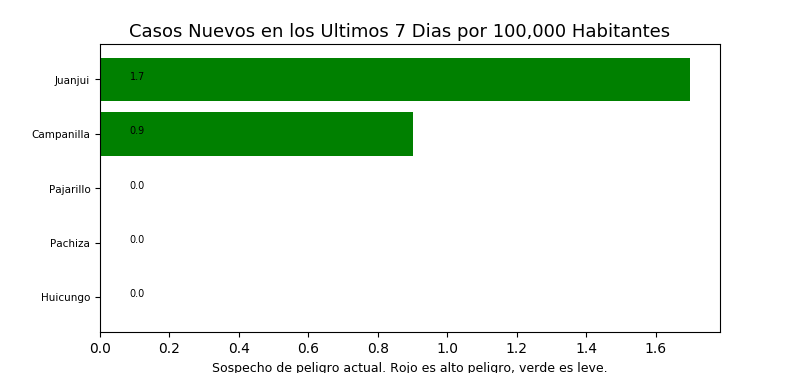 Casos Nuevos en los Ultimos 7 Dias por 100,000 Habitantes
Juanjui 1.7
Campanilla 0.9
Pajarillo 0.0
Pachiza 0.0
Huicungo 0.0
0.0 0.2 0.4 0.6 0.8 1.0 1.2 1.4 1.6
Sospecho de peligro actual. Rojo es alto peligro, verde es leve.